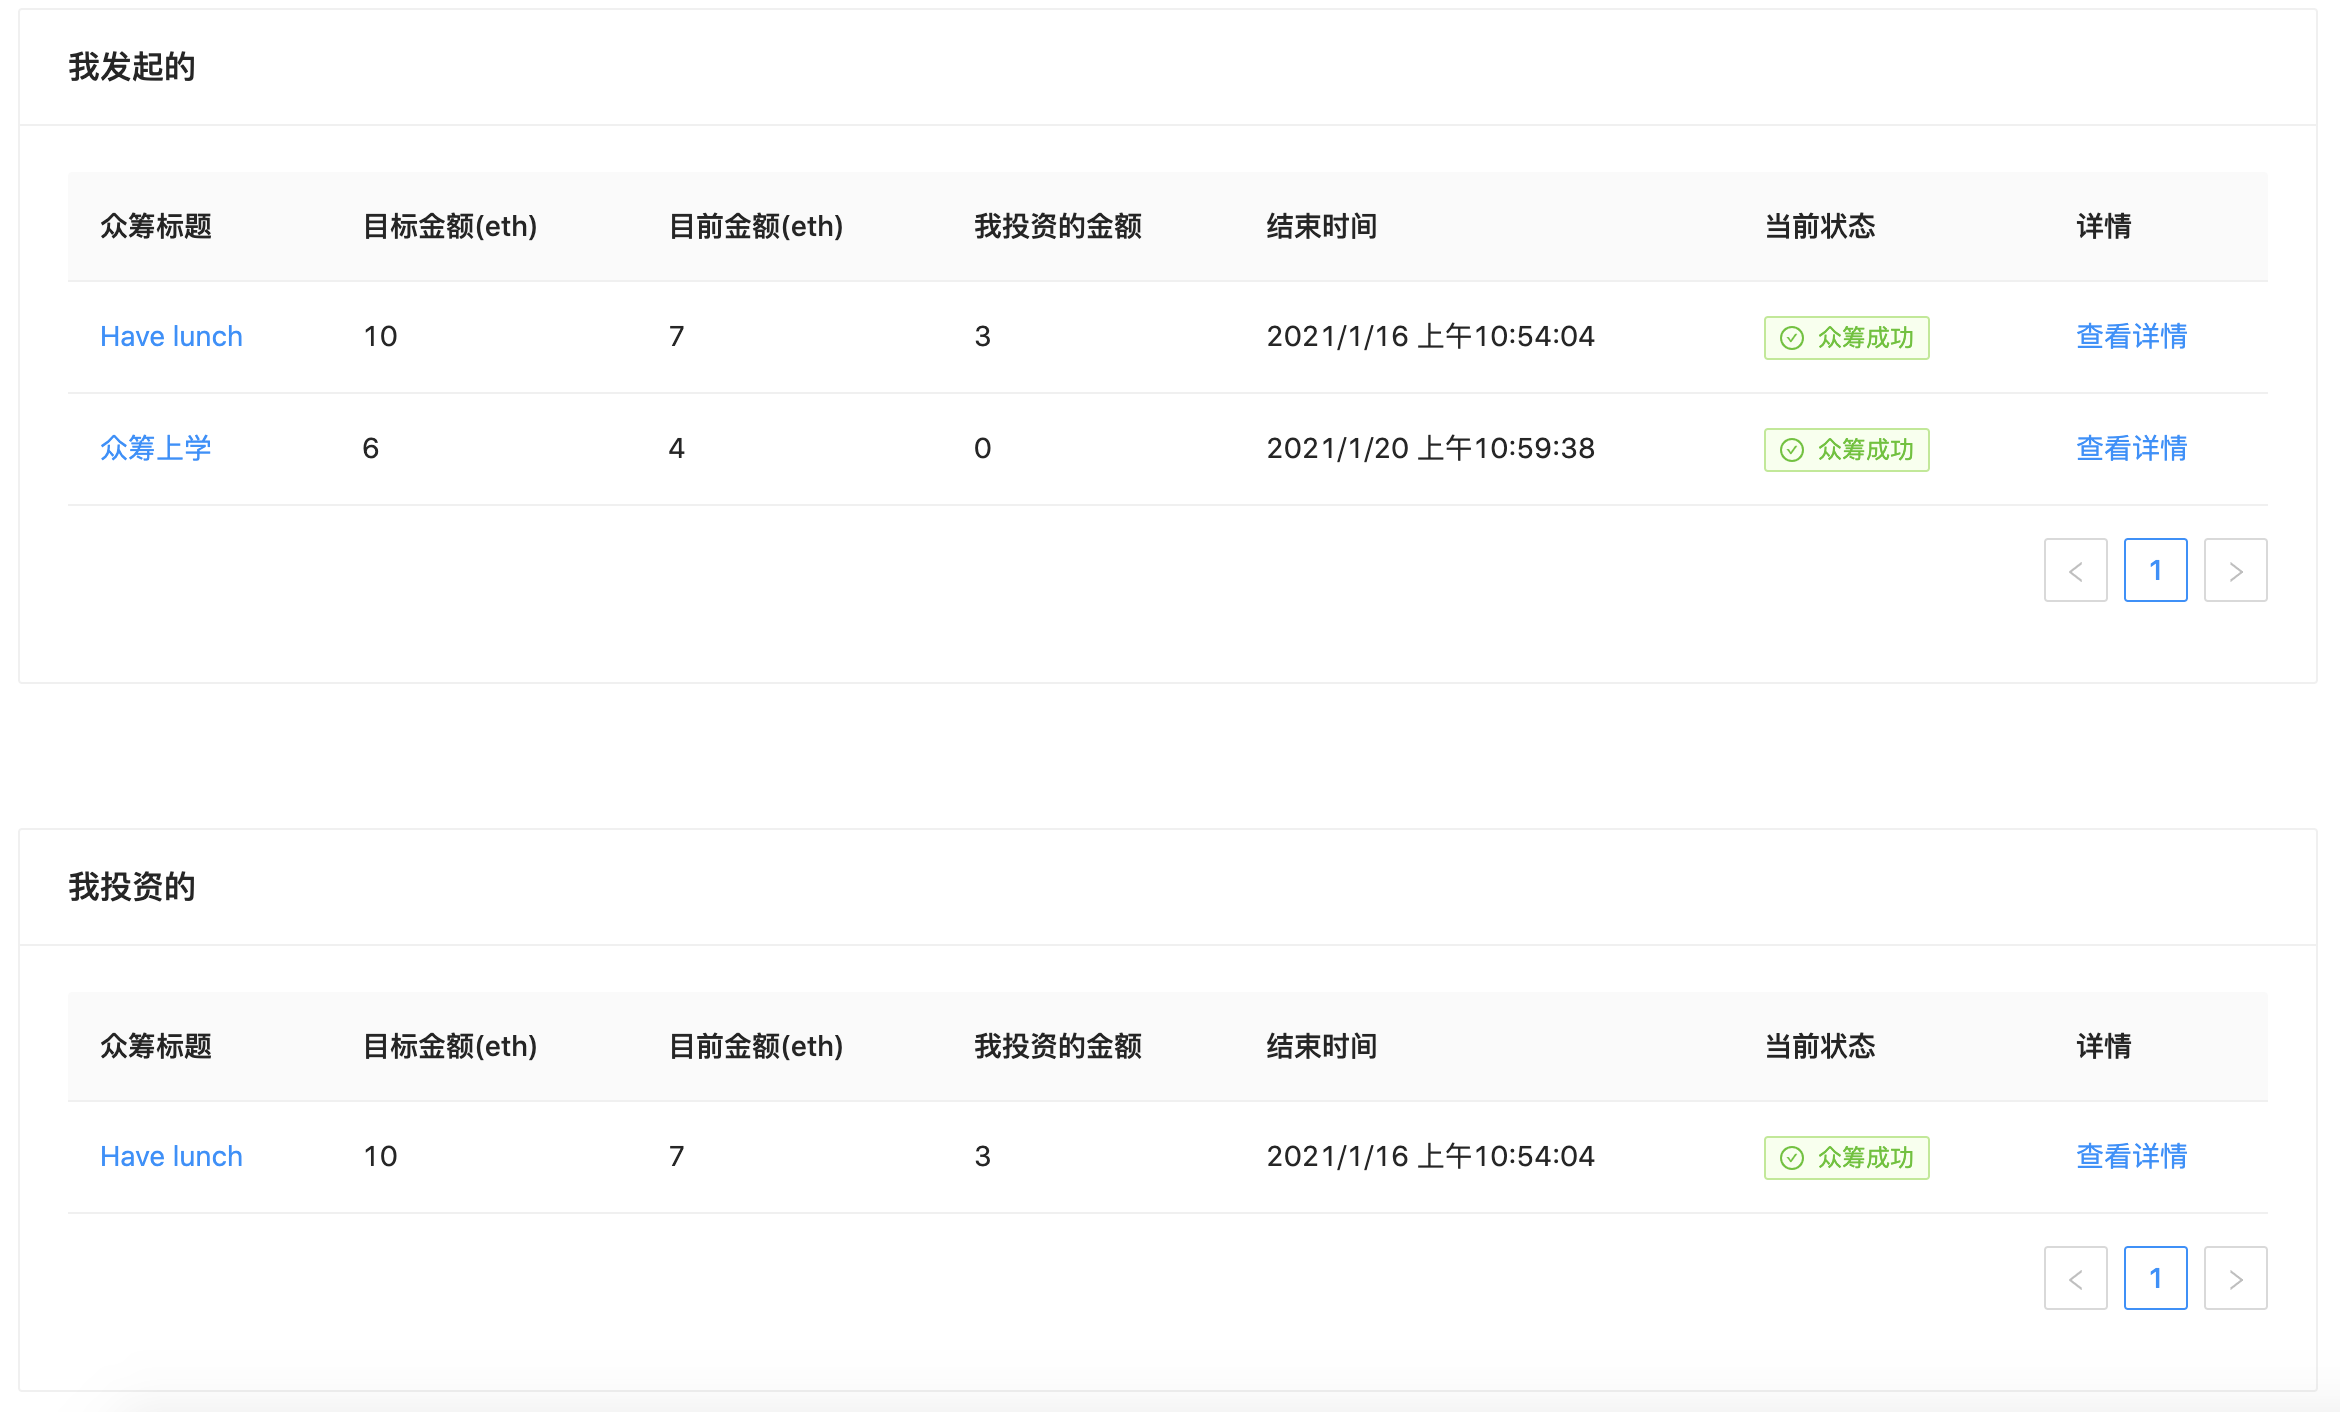 我发起的
众筹标题 目标金额(eth) 目前金额(eth) 我投资的金额 结束时间 当前状态 详情
Have lunch 10 7 3 2021/1/16 上午10:54:04 众筹成功 查看详情
众筹上学 6 4 0 2021/1/20 上午10:59:38 众筹成功 查看详情
< 1 >
我投资的
众筹标题 目标金额(eth) 目前金额(eth) 我投资的金额 结束时间 当前状态 详情
Have lunch 10 7 3 2021/1/16 上午10:54:04 众筹成功 查看详情
< 1 >